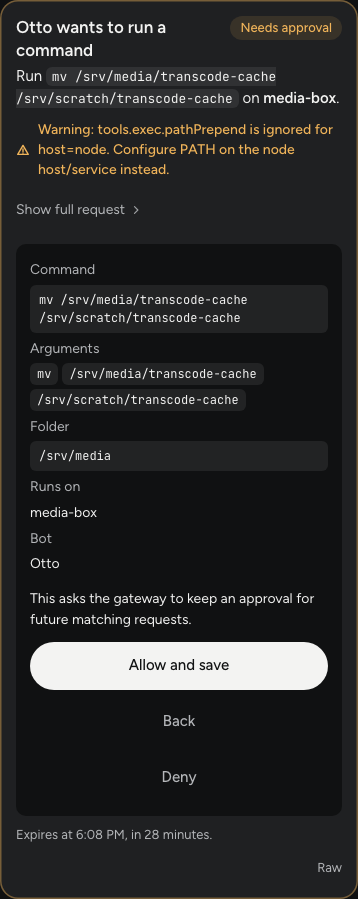 Otto wants to run a
command
Needs approval
Run mv /srv/media/transcode-cache
/srv/scratch/transcode-cache on media-box.
Warning: tools.exec.pathPrepend is ignored for
host=node. Configure PATH on the node
host/service instead.
Show full request
Command
mv /srv/media/transcode-cache
/srv/scratch/transcode-cache
Arguments
mv /srv/media/transcode-cache
/srv/scratch/transcode-cache
Folder
/srv/media
Runs on
media-box
Bot
Otto
This asks the gateway to keep an approval for
future matching requests.
Allow and save
Back
Deny
Expires at 6:08 PM, in 28 minutes.
Raw